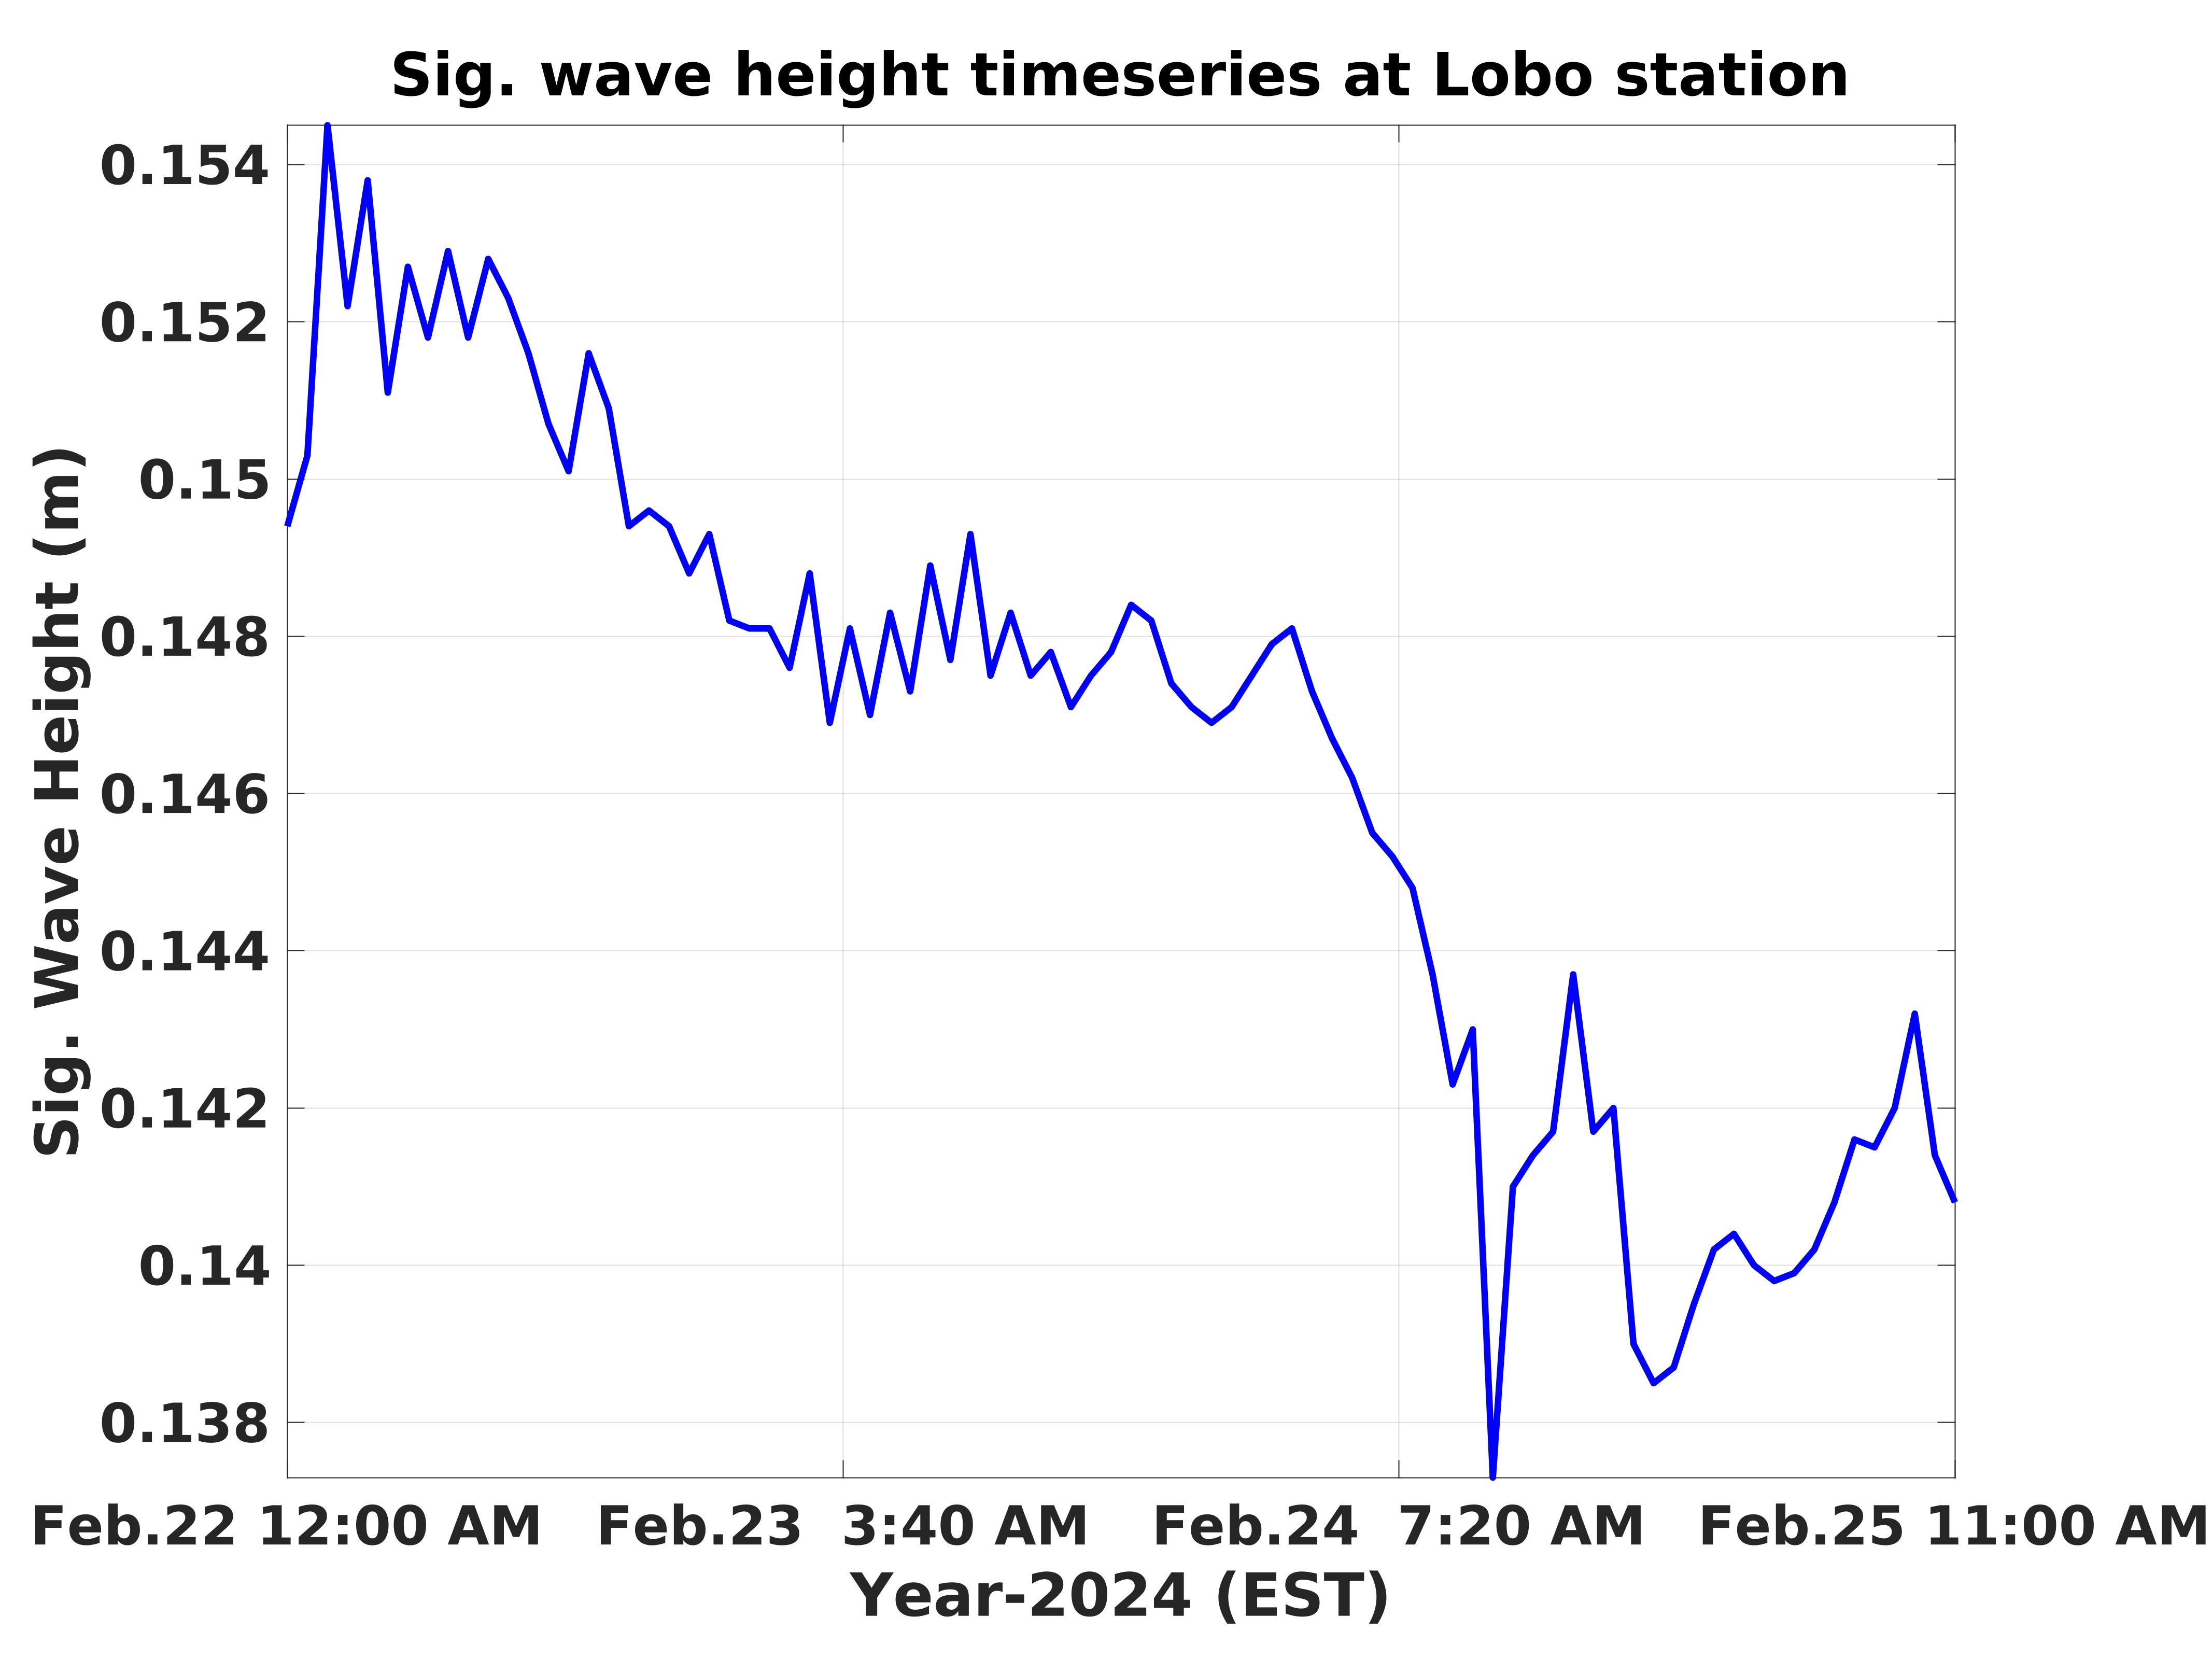 Sig. wave height timeseries at Lobo station
Sig. Wave Height (m)
0.154
0.152
0.15
0.148
0.146
0.144
0.142
0.14
0.138
Feb.22 12:00 AM Feb.23 3:40 AM Feb.24 7:20 AM Feb.25 11:00 AM
Year-2024 (EST)